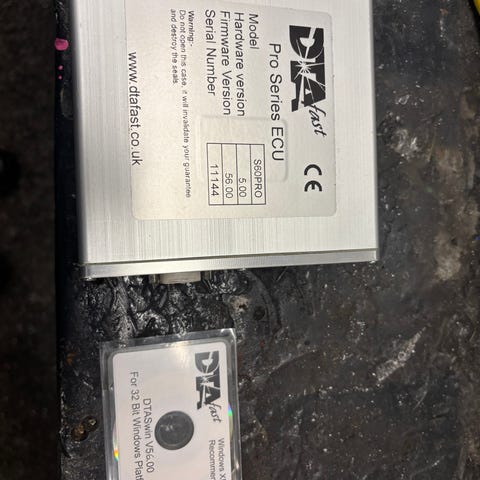 DTAfast
CE
Pro Series ECU
Model S60PRO
Hardware version 5.00
Firmware Version 56.00
Serial Number 11144
Warning:-
Do not open this case, it will invalidate your guarantee
and destroy the seals
www.dtafast.co.uk
DTAfast
Windows X
Recommen
DTASwin V56.00
For 32 Bit Windows Platf